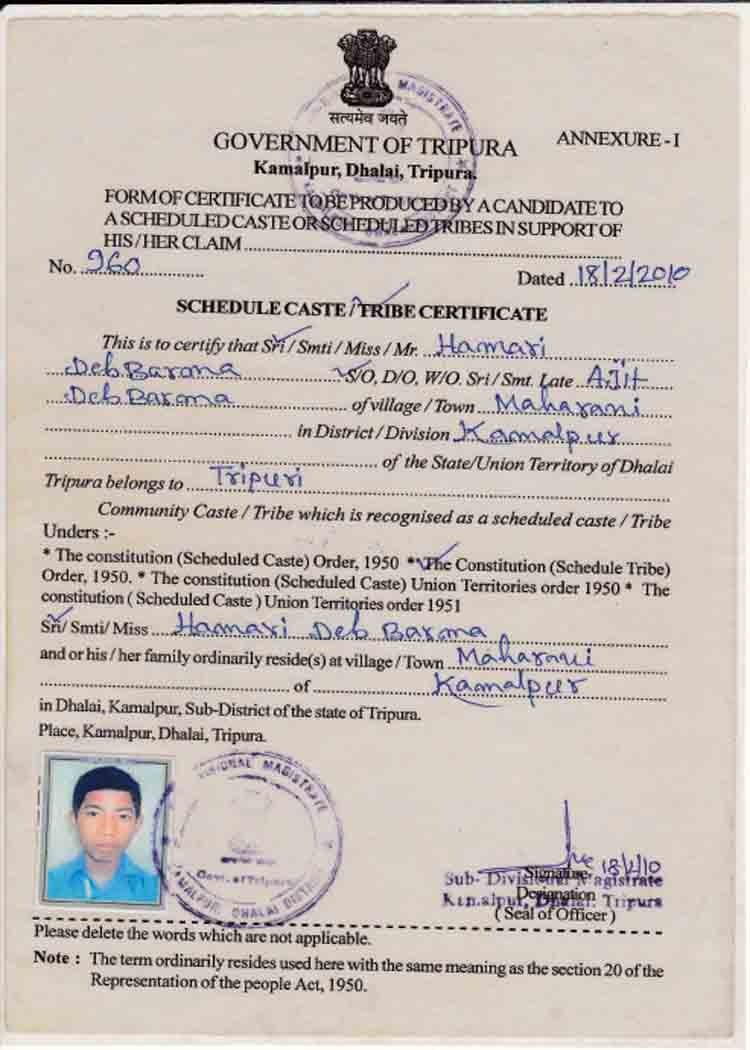 सत्यमेव जयते
GOVERNMENT OF TRIPURA
ANNEXURE - I
Kamalpur, Dhalai, Tripura.
FORM OF CERTIFICATE TO BE PRODUCED BY A CANDIDATE TO
A SCHEDULED CASTE OR SCHEDULED TRIBES IN SUPPORT OF
HIS / HER CLAIM
No. 960
Dated 18/2/2010
SCHEDULE CASTE / TRIBE CERTIFICATE
This is to certify that Sri / Smti / Miss / Mr. Hamari
Deb Barma S/O, D/O, W/O. Sri / Smt. Late Ajit
Deb Barma of village / Town Maharani
in District / Division Kamalpur
of the State/Union Territory of Dhalai
Tripura belongs to Tripuri
Community Caste / Tribe which is recognised as a scheduled caste / Tribe
Unders :-
* The constitution (Scheduled Caste) Order, 1950 * The Constitution (Schedule Tribe)
Order, 1950. * The constitution (Scheduled Caste) Union Territories order 1950 * The
constitution ( Scheduled Caste ) Union Territories order 1951
Sri/ Smti/ Miss Hamari Deb Barma
and or his / her family ordinarily reside(s) at village / Town Maharani
of Kamalpur
in Dhalai, Kamalpur, Sub-District of the state of Tripura.
Place, Kamalpur, Dhalai, Tripura.
MAGISTRATE
Govt. of Tripura
KAMALPUR DHALAI DISTRICT
Signature
Sub- Divisional Magistrate
Designation
Kamalpur, Dhalai. Tripura
( Seal of Officer )
Please delete the words which are not applicable.
Note : The term ordinarily resides used here with the same meaning as the section 20 of the
Representation of the people Act, 1950.